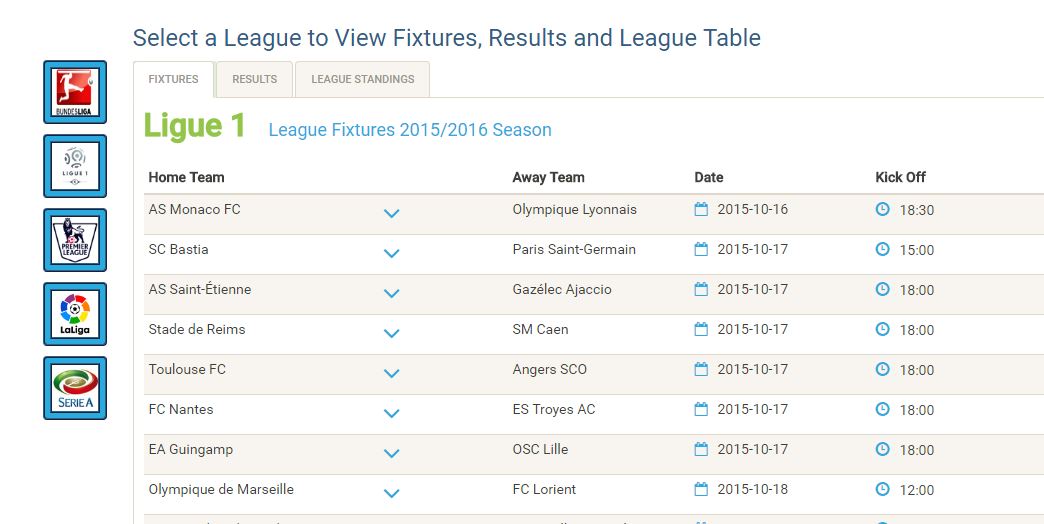 Select a League to View Fixtures, Results and League Table
FIXTURES RESULTS LEAGUE STANDINGS
Ligue 1 League Fixtures 2015/2016 Season
Home Team Away Team Date Kick Off
AS Monaco FC Olympique Lyonnais 2015-10-16 18:30
SC Bastia Paris Saint-Germain 2015-10-17 15:00
AS Saint-Étienne Gazélec Ajaccio 2015-10-17 18:00
Stade de Reims SM Caen 2015-10-17 18:00
Toulouse FC Angers SCO 2015-10-17 18:00
FC Nantes ES Troyes AC 2015-10-17 18:00
EA Guingamp OSC Lille 2015-10-17 18:00
Olympique de Marseille FC Lorient 2015-10-18 12:00
BUNDESLIGA
LIGUE 1
PREMIER
LEAGUE
LaLiga
SERIE A